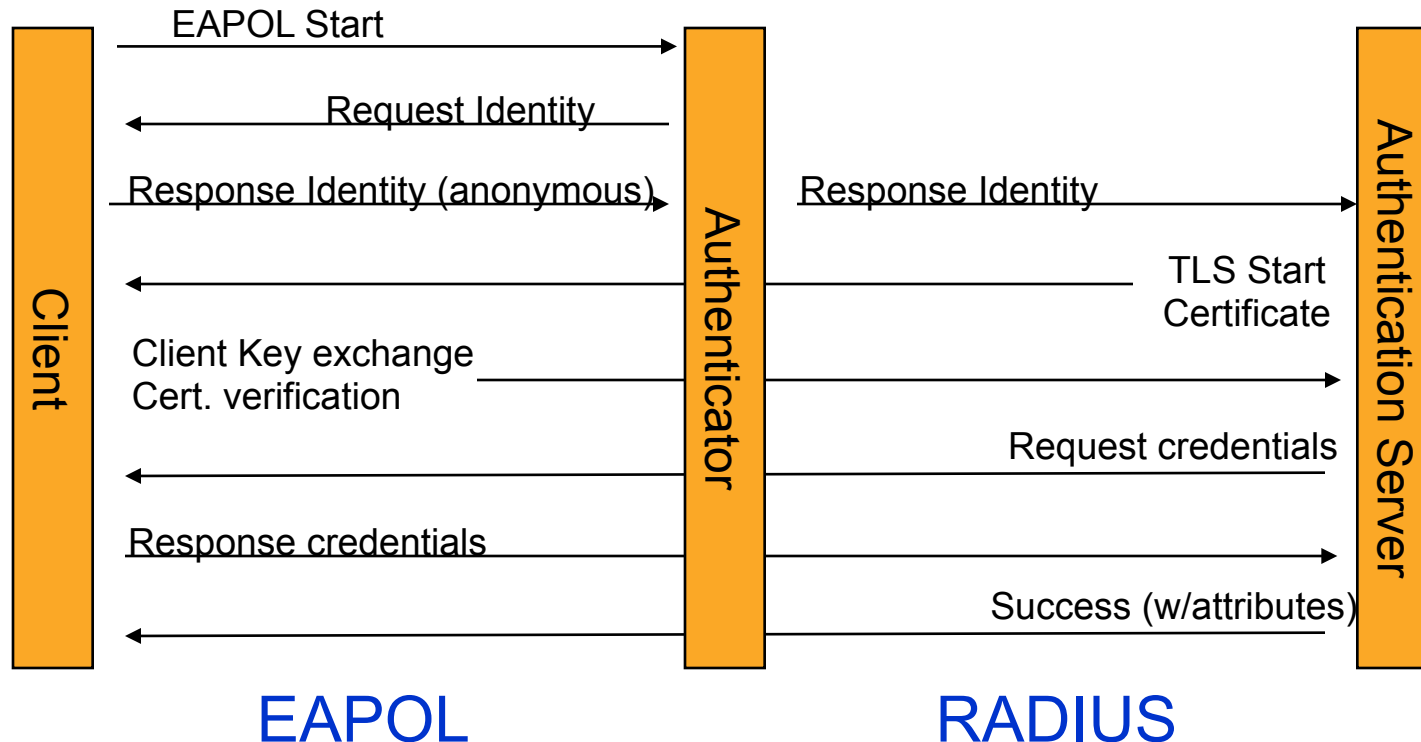 EAPOL Start
Request Identity
Response Identity (anonymous)
Response Identity
TLS Start
Certificate
Client Key exchange
Cert. verification
Request credentials
Response credentials
Success (w/attributes)
Client
Authenticator
Authentication Server
EAPOL
RADIUS